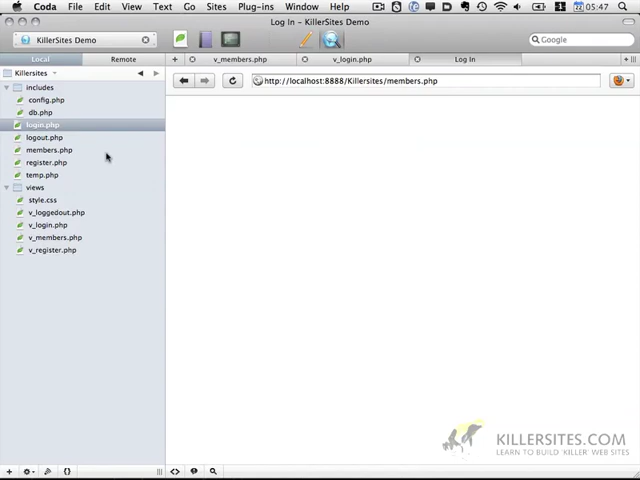 Coda File Edit View Text Sites Plug-ins Window Help 05:47
Log In – KillerSites Demo
KillerSites Demo
Google
Local Remote
v_members.php
v_login.php
Log In
Killersites
http://localhost:8888/Killersites/members.php
includes
config.php
db.php
login.php
logout.php
members.php
register.php
temp.php
views
style.css
v_loggedout.php
v_login.php
v_members.php
v_register.php
KILLERSITES.COM
LEARN TO BUILD 'KILLER' WEB SITES